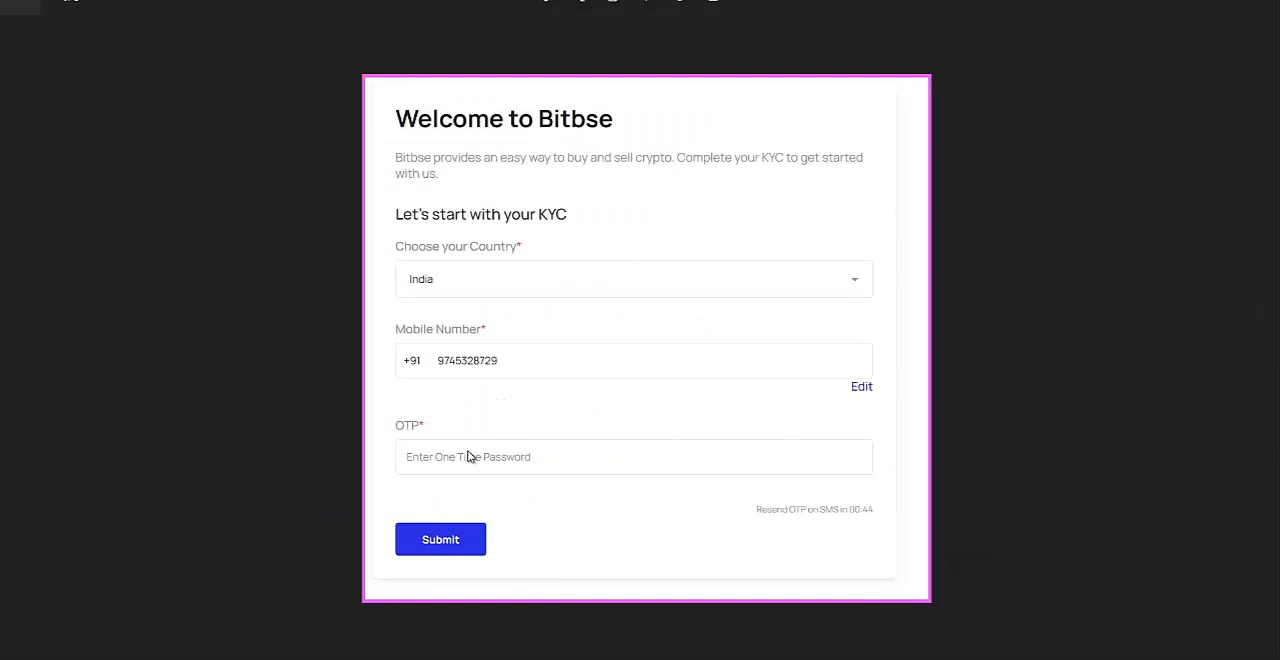 Welcome to Bitbse
Bitbse provides an easy way to buy and sell crypto. Complete your KYC to get started
with us.
Let's start with your KYC
Choose your Country*
India
Mobile Number*
+91 9745328729
Edit
OTP*
Enter One Time Password
Resend OTP on SMS in 00:44
Submit